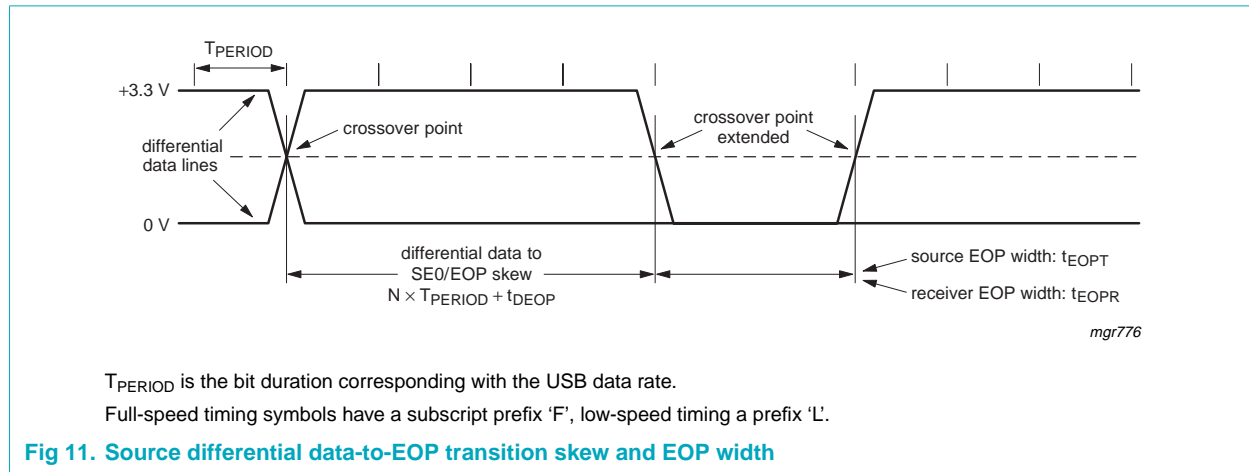 TPERIOD
+3.3 V
differential
data lines
crossover point
crossover point
extended
0 V
differential data to
SE0/EOP skew
N × TPERIOD + tDEOP
source EOP width: tEOPT
receiver EOP width: tEOPR
mgr776
TPERIOD is the bit duration corresponding with the USB data rate.
Full-speed timing symbols have a subscript prefix ‘F’, low-speed timing a prefix ‘L’.
Fig 11. Source differential data-to-EOP transition skew and EOP width